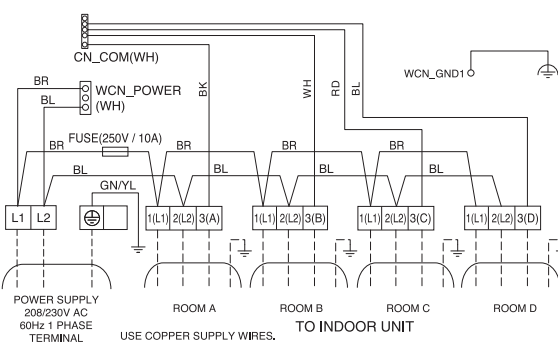 CN_COM(WH)
BR
WCN_POWER
(WH)
BL
BK
WH
RD
BL
WCN_GND1
FUSE(250V / 10A)
BR
BR
BR
BR
BL
BL
BL
GN/YL
L1 L2
1(L1) 2(L2) 3(A)
1(L1) 2(L2) 3(B)
1(L1) 2(L2) 3(C)
1(L1) 2(L2) 3(D)
POWER SUPPLY
208/230V AC
60Hz 1 PHASE
TERMINAL
ROOM A
ROOM B
ROOM C
ROOM D
TO INDOOR UNIT
USE COPPER SUPPLY WIRES.